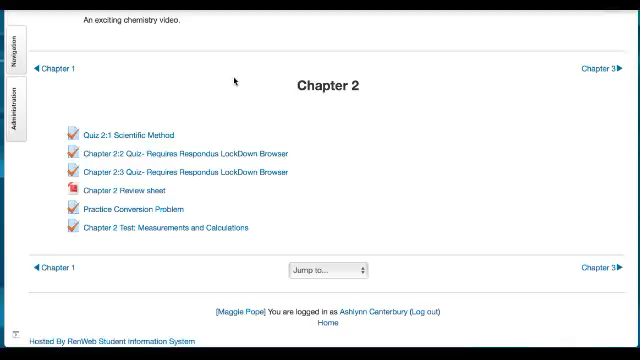 An exciting chemistry video.
Navigation
Administration
Chapter 1
Chapter 3
Chapter 2
Quiz 2:1 Scientific Method
Chapter 2:2 Quiz- Requires Respondus LockDown Browser
Chapter 2:3 Quiz- Requires Respondus LockDown Browser
Chapter 2 Review sheet
Practice Conversion Problem
Chapter 2 Test: Measurements and Calculations
Chapter 1
Jump to...
Chapter 3
[Maggie Pope] You are logged in as Ashlynn Canterbury (Log out)
Home
Hosted By RenWeb Student Information System